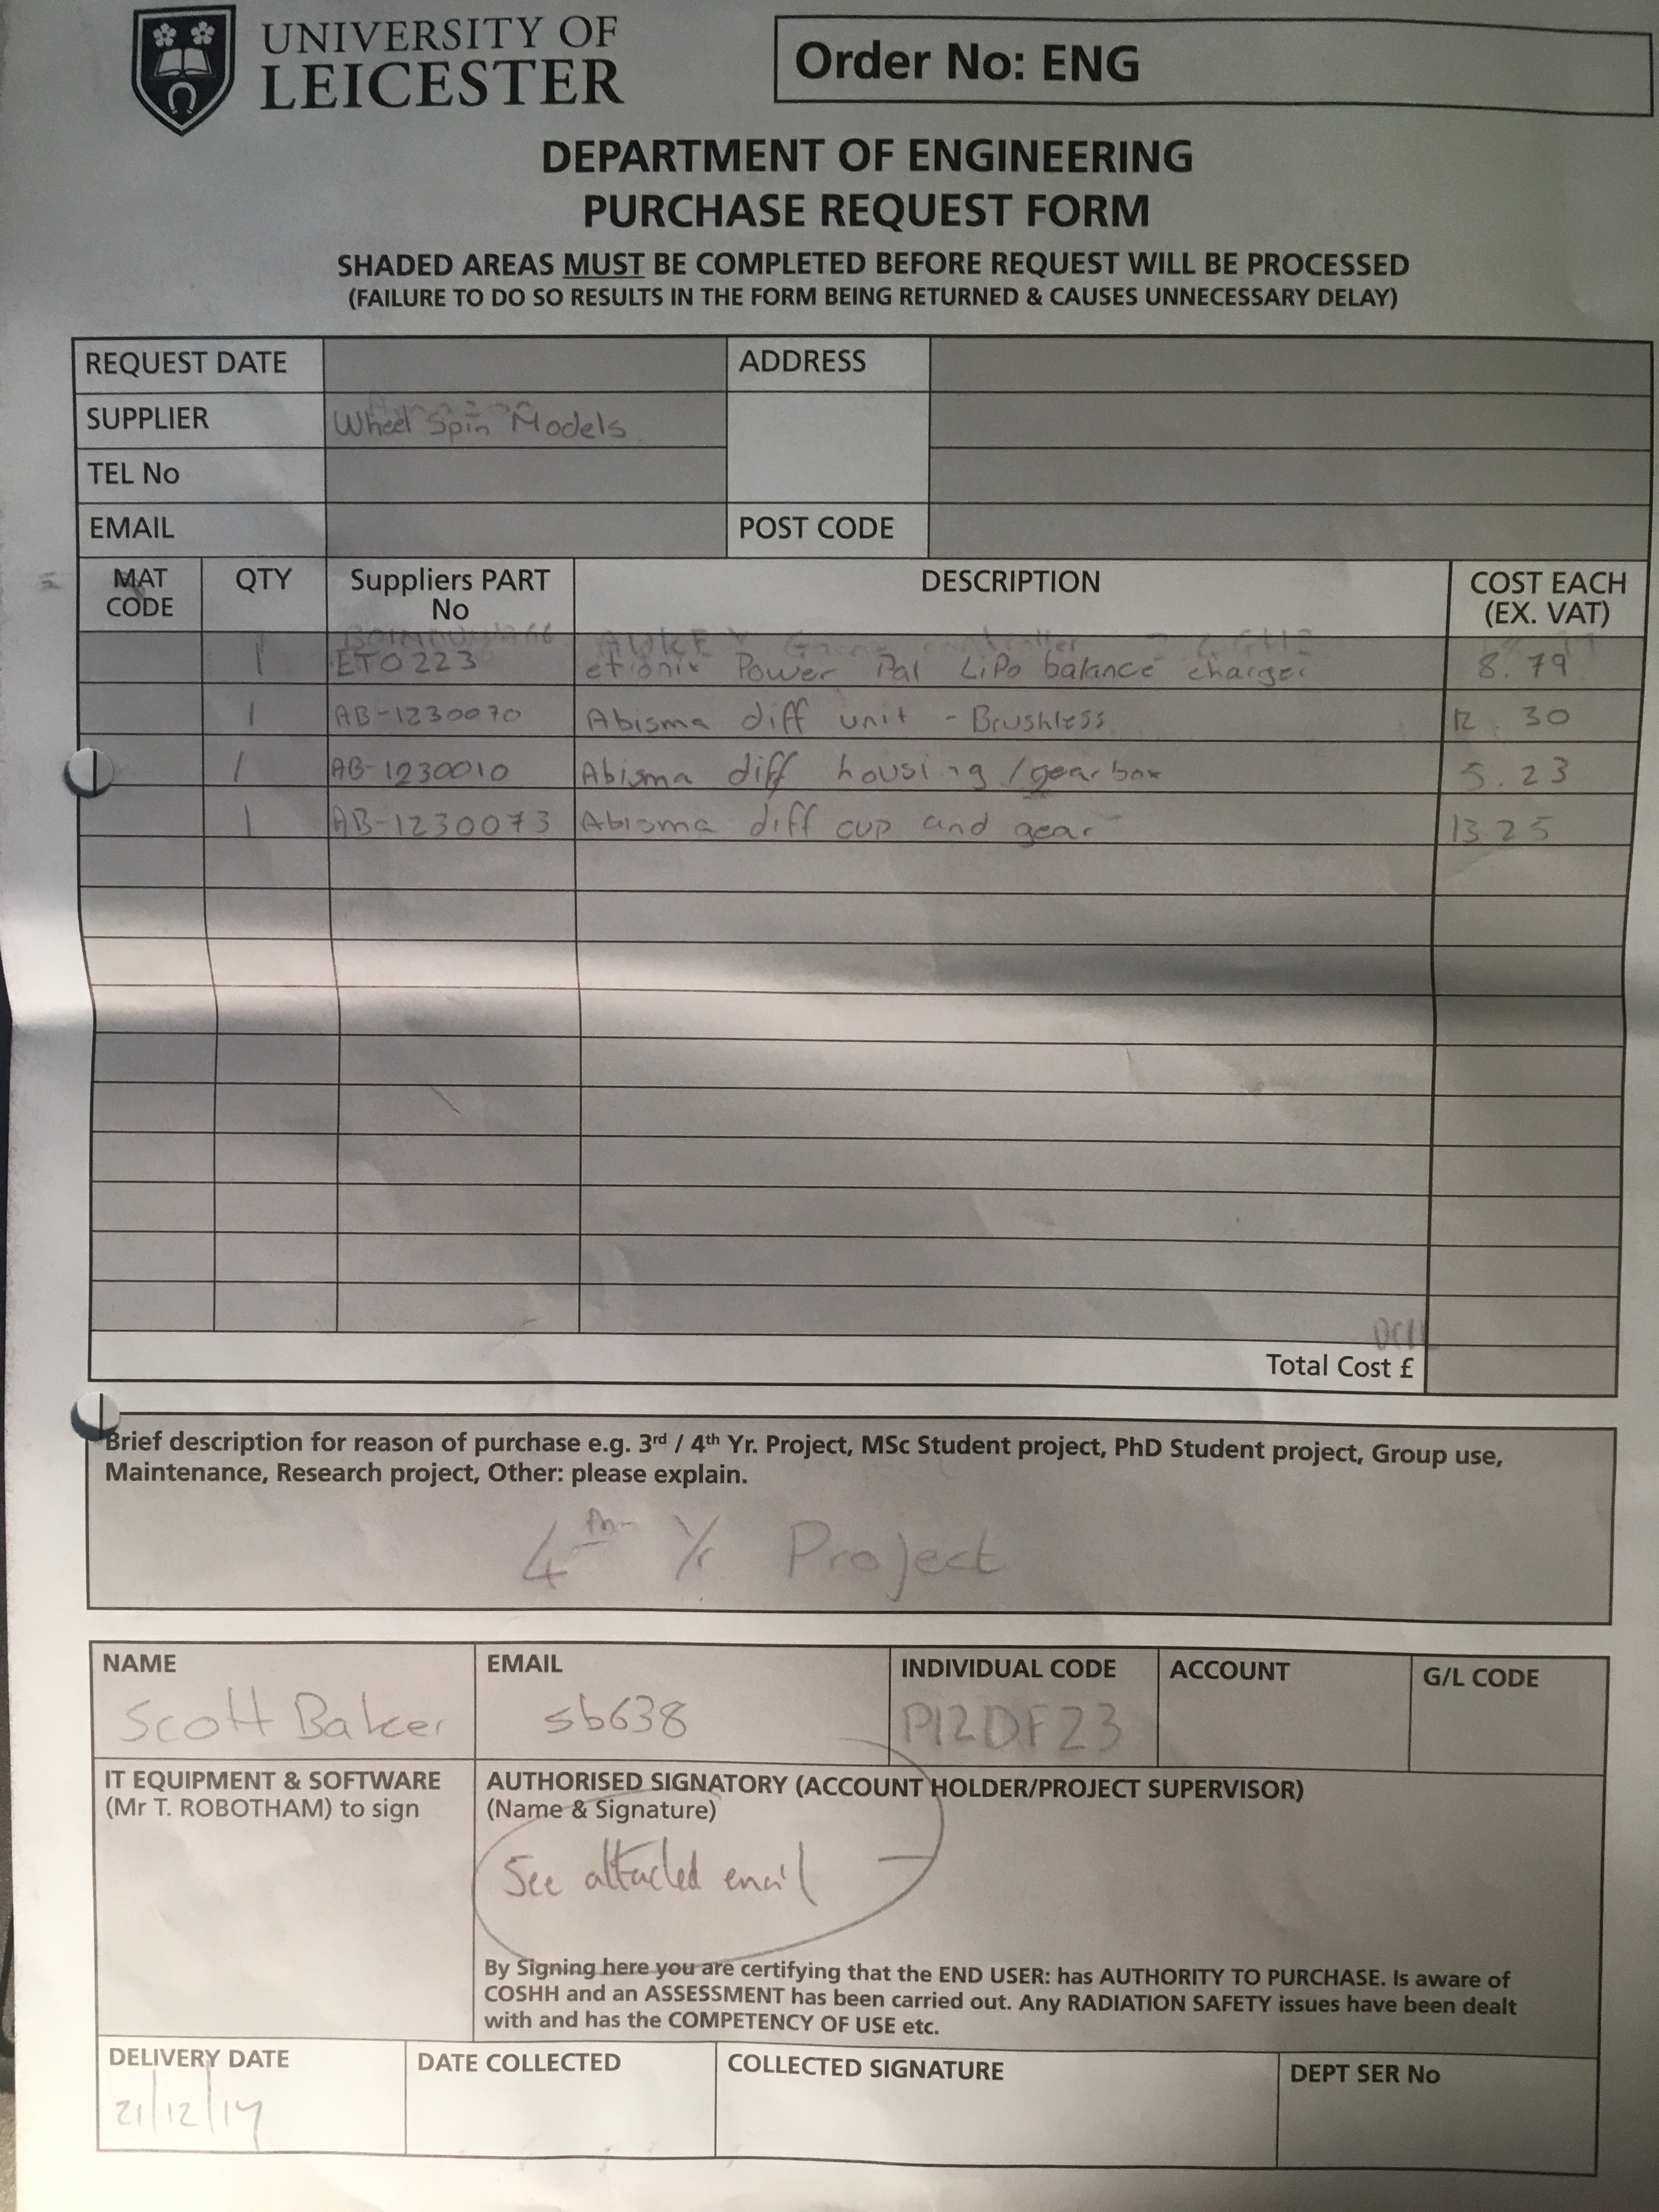 UNIVERSITY OF
LEICESTER
Order No: ENG
DEPARTMENT OF ENGINEERING
PURCHASE REQUEST FORM
SHADED AREAS MUST BE COMPLETED BEFORE REQUEST WILL BE PROCESSED
(FAILURE TO DO SO RESULTS IN THE FORM BEING RETURNED & CAUSES UNNECESSARY DELAY)
REQUEST DATE ADDRESS
SUPPLIER Wheel Spin Models
TEL No
EMAIL POST CODE
MAT CODE QTY Suppliers PART No DESCRIPTION COST EACH (EX. VAT)
1 ET0223 etronix Power Pal LiPo balance charger 8.79
1 AB-1230070 Abisma diff unit - Brushless 12.30
1 AB-1230010 Abisma diff housing/gearbox 5.23
1 AB-1230073 Abisma diff cup and gear 13.25
Total Cost £
Brief description for reason of purchase e.g. 3rd / 4th Yr. Project, MSc Student project, PhD Student project, Group use,
Maintenance, Research project, Other: please explain.
4th Yr Project
NAME EMAIL INDIVIDUAL CODE ACCOUNT G/L CODE
Scott Baker sb638 P12DF23
IT EQUIPMENT & SOFTWARE AUTHORISED SIGNATORY (ACCOUNT HOLDER/PROJECT SUPERVISOR)
(Mr T. ROBOTHAM) to sign (Name & Signature)
See attached email
By Signing here you are certifying that the END USER: has AUTHORITY TO PURCHASE. Is aware of
COSHH and an ASSESSMENT has been carried out. Any RADIATION SAFETY issues have been dealt
with and has the COMPETENCY OF USE etc.
DELIVERY DATE DATE COLLECTED COLLECTED SIGNATURE DEPT SER No
21/12/17